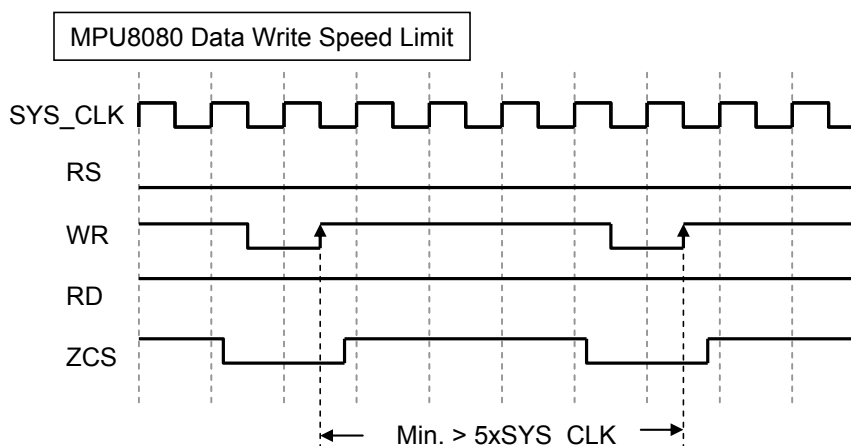 MPU8080 Data Write Speed Limit
SYS_CLK
RS
WR
RD
ZCS
Min. > 5xSYS_CLK